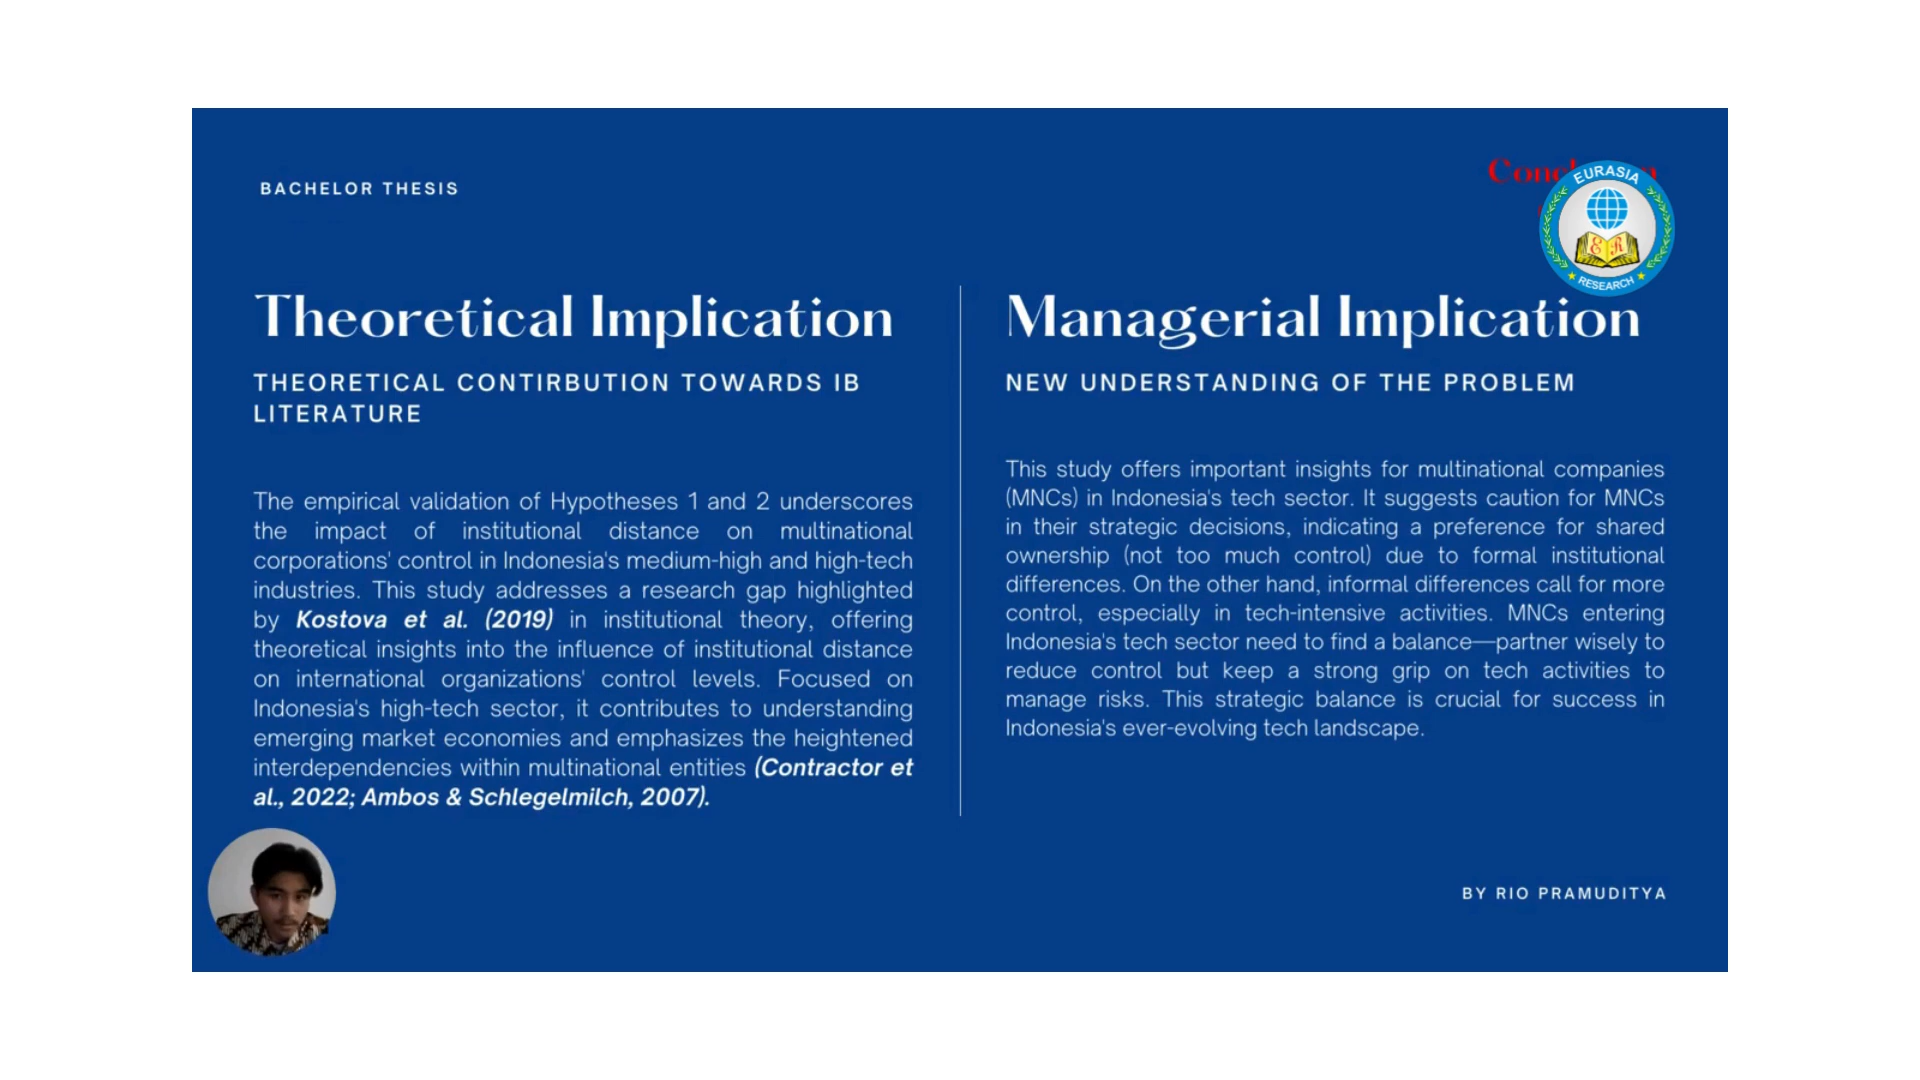 BACHELOR THESIS
EURASIA
RESEARCH
Theoretical Implication
THEORETICAL CONTIRBUTION TOWARDS IB
LITERATURE
The empirical validation of Hypotheses 1 and 2 underscores
the impact of institutional distance on multinational
corporations' control in Indonesia's medium-high and high-tech
industries. This study addresses a research gap highlighted
by Kostova et al. (2019) in institutional theory, offering
theoretical insights into the influence of institutional distance
on international organizations' control levels. Focused on
Indonesia's high-tech sector, it contributes to understanding
emerging market economies and emphasizes the heightened
interdependencies within multinational entities (Contractor et
al., 2022; Ambos & Schlegelmilch, 2007).
Managerial Implication
NEW UNDERSTANDING OF THE PROBLEM
This study offers important insights for multinational companies
(MNCs) in Indonesia's tech sector. It suggests caution for MNCs
in their strategic decisions, indicating a preference for shared
ownership (not too much control) due to formal institutional
differences. On the other hand, informal differences call for more
control, especially in tech-intensive activities. MNCs entering
Indonesia's tech sector need to find a balance—partner wisely to
reduce control but keep a strong grip on tech activities to
manage risks. This strategic balance is crucial for success in
Indonesia's ever-evolving tech landscape.
BY RIO PRAMUDITYA